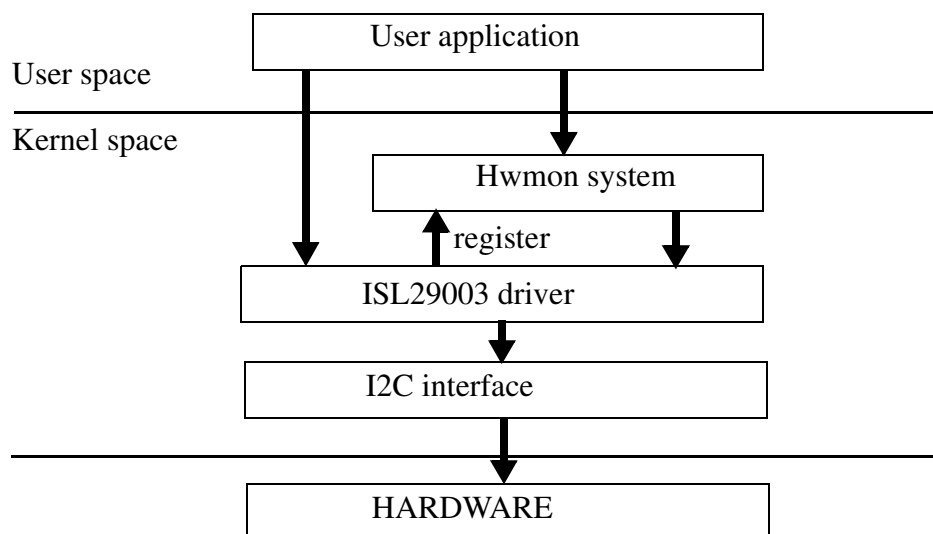 User application
User space
Kernel space
Hwmon system
register
ISL29003 driver
I2C interface
HARDWARE